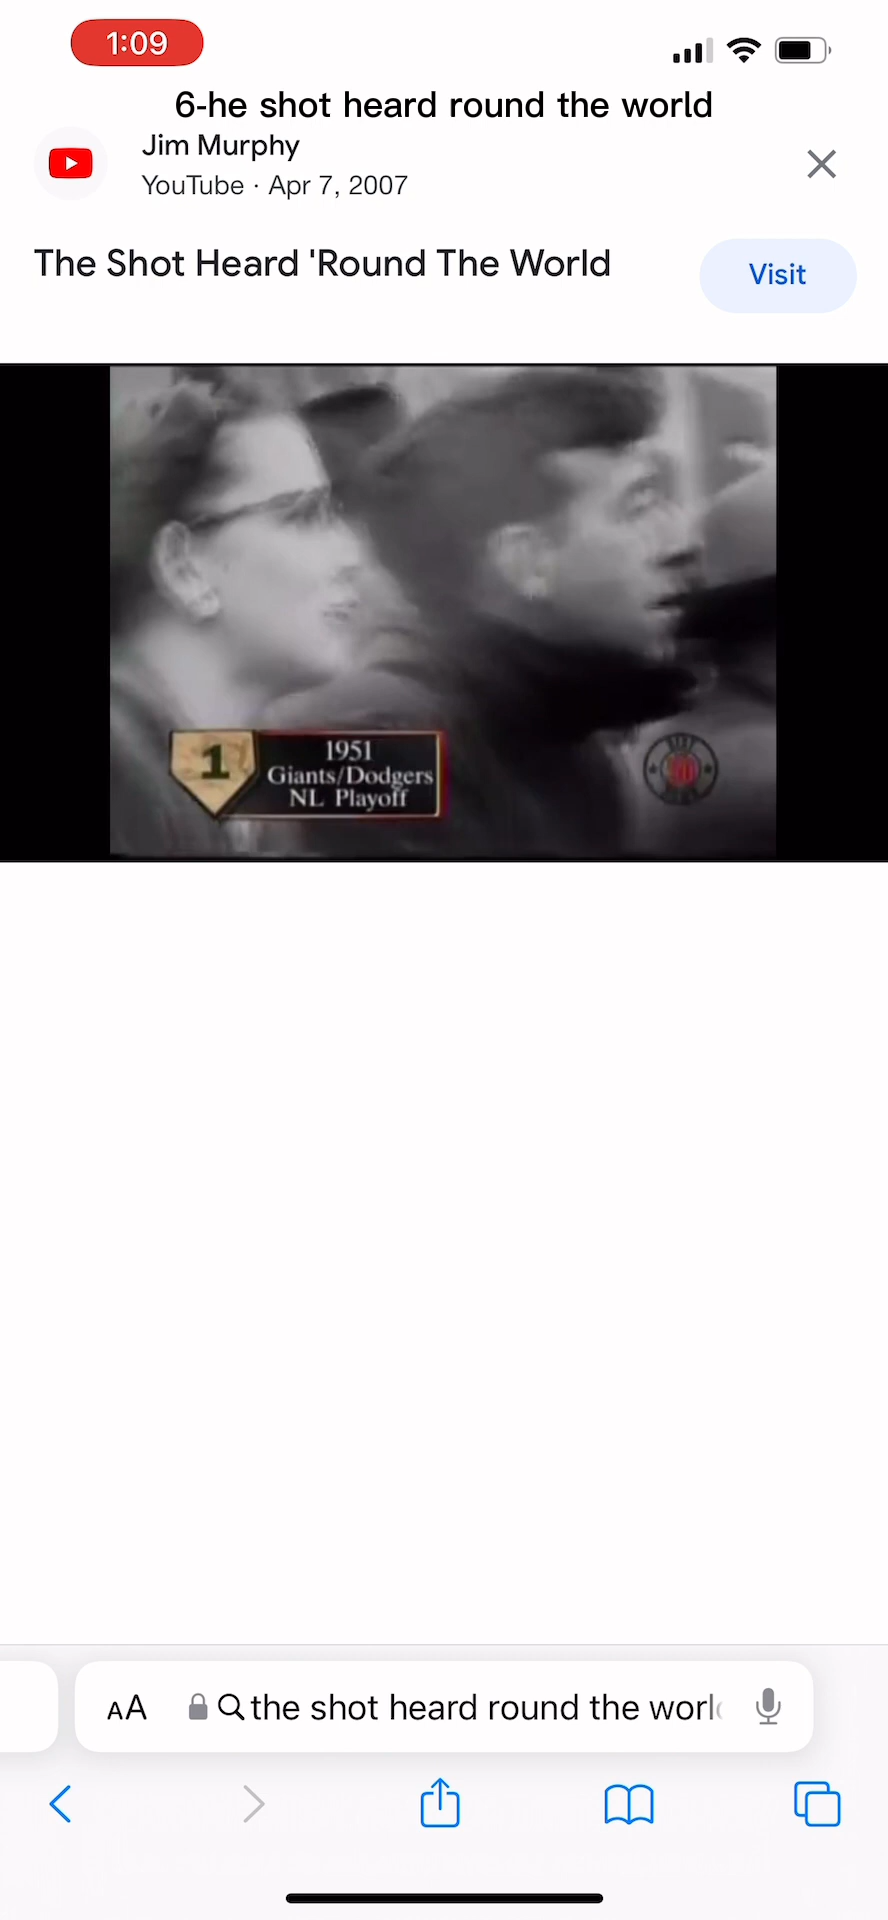 1:09
6-he shot heard round the world
Jim Murphy
YouTube · Apr 7, 2007
The Shot Heard 'Round The World
Visit
1
1951
Giants/Dodgers
NL Playoff
AA
the shot heard round the worl